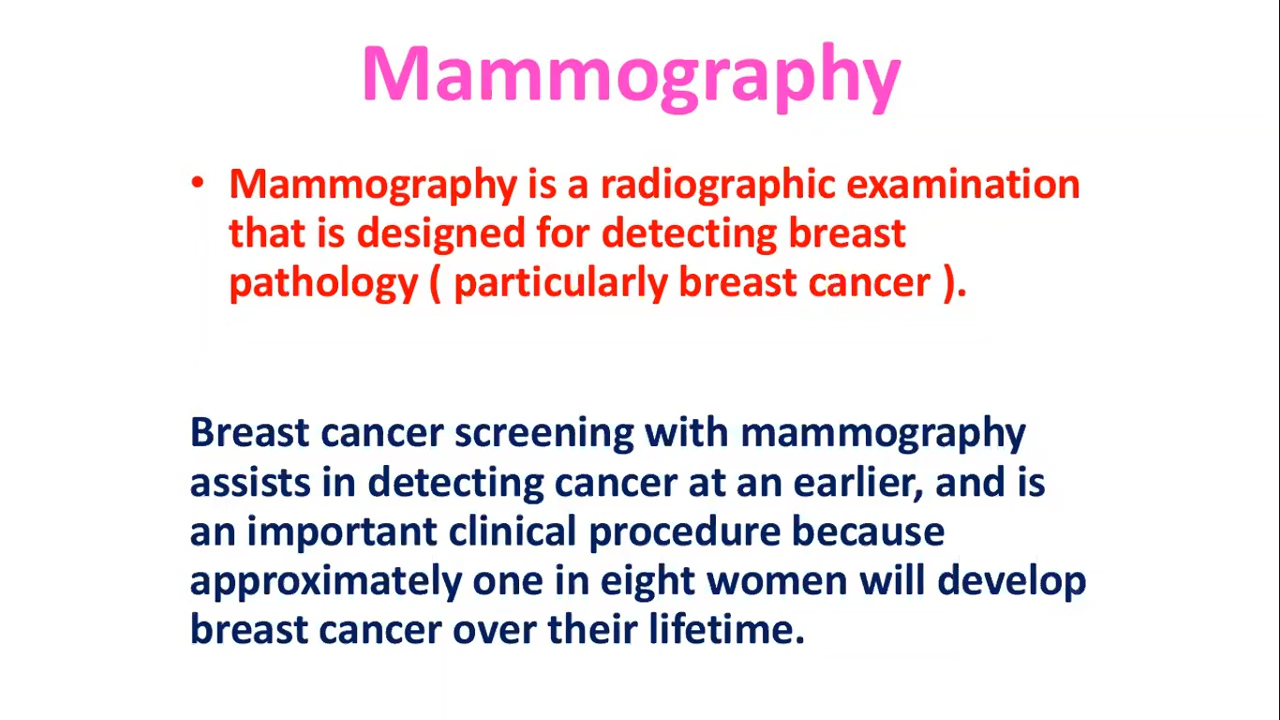 Mammography
• Mammography is a radiographic examination
that is designed for detecting breast
pathology ( particularly breast cancer ).
Breast cancer screening with mammography
assists in detecting cancer at an earlier, and is
an important clinical procedure because
approximately one in eight women will develop
breast cancer over their lifetime.